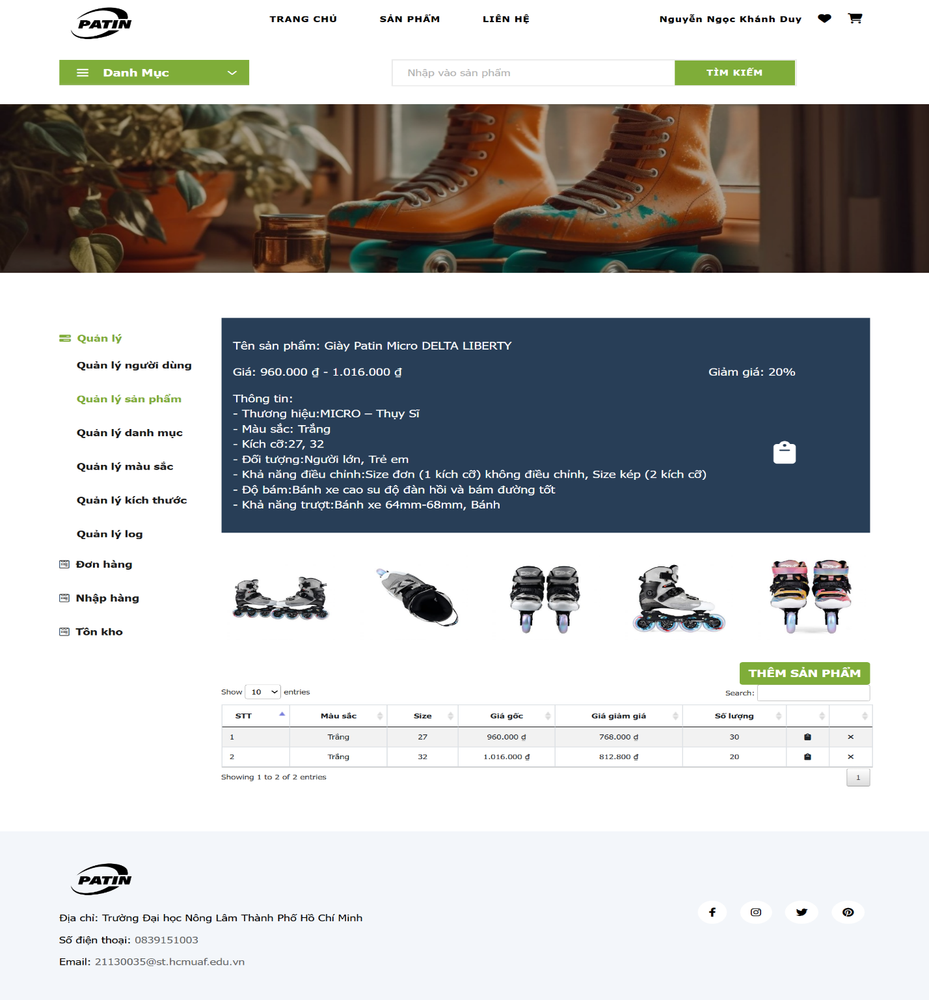 PATIN
TRANG CHỦ
SẢN PHẨM
LIÊN HỆ
Nguyễn Ngọc Khánh Duy
Danh Mục
Nhập vào sản phẩm
TÌM KIẾM
Quản lý
Quản lý người dùng
Quản lý sản phẩm
Quản lý danh mục
Quản lý màu sắc
Quản lý kích thước
Quản lý log
Đơn hàng
Nhập hàng
Tồn kho
Tên sản phẩm: Giày Patin Micro DELTA LIBERTY
Giá: 960.000 ₫ - 1.016.000 ₫
Giảm giá: 20%
Thông tin:
- Thương hiệu:MICRO – Thụy Sĩ
- Màu sắc: Trắng
- Kích cỡ:27, 32
- Đối tượng:Người lớn, Trẻ em
- Khả năng điều chỉnh:Size đơn (1 kích cỡ) không điều chỉnh, Size kép (2 kích cỡ)
- Độ bám:Bánh xe cao su độ đàn hồi và bám đường tốt
- Khả năng trượt:Bánh xe 64mm-68mm, Bánh
THÊM SẢN PHẨM
Show 10 entries
Search:
STT Màu sắc Size Giá gốc Giá giảm giá Số lượng
1 Trắng 27 960.000 ₫ 768.000 ₫ 30
2 Trắng 32 1.016.000 ₫ 812.800 ₫ 20
Showing 1 to 2 of 2 entries
1
PATIN
Địa chỉ: Trường Đại học Nông Lâm Thành Phố Hồ Chí Minh
Số điện thoại: 0839151003
Email: 21130035@st.hcmuaf.edu.vn